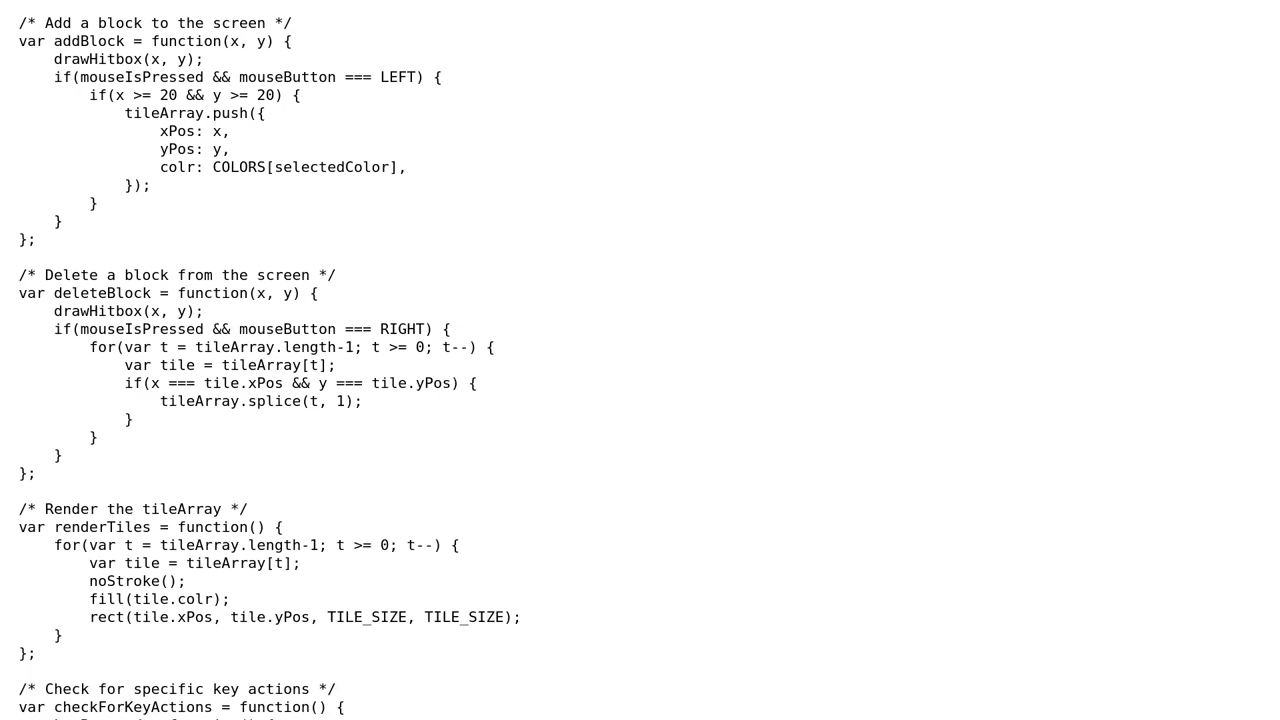 /* Add a block to the screen */
var addBlock = function(x, y) {
    drawHitbox(x, y);
    if(mouseIsPressed && mouseButton === LEFT) {
        if(x >= 20 && y >= 20) {
            tileArray.push({
                xPos: x,
                yPos: y,
                colr: COLORS[selectedColor],
            });
        }
    }
};

/* Delete a block from the screen */
var deleteBlock = function(x, y) {
    drawHitbox(x, y);
    if(mouseIsPressed && mouseButton === RIGHT) {
        for(var t = tileArray.length-1; t >= 0; t--) {
            var tile = tileArray[t];
            if(x === tile.xPos && y === tile.yPos) {
                tileArray.splice(t, 1);
            }
        }
    }
};

/* Render the tileArray */
var renderTiles = function() {
    for(var t = tileArray.length-1; t >= 0; t--) {
        var tile = tileArray[t];
        noStroke();
        fill(tile.colr);
        rect(tile.xPos, tile.yPos, TILE_SIZE, TILE_SIZE);
    }
};

/* Check for specific key actions */
var checkForKeyActions = function() {